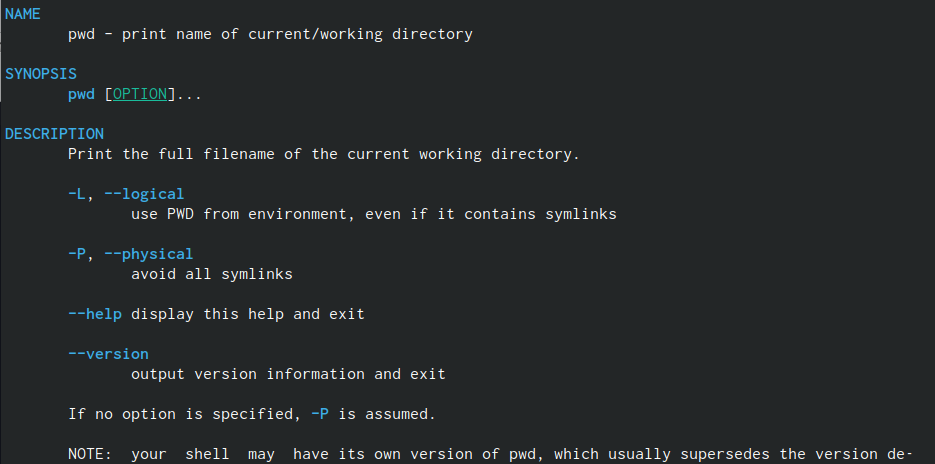 NAME
pwd - print name of current/working directory
SYNOPSIS
pwd [OPTION]...
DESCRIPTION
Print the full filename of the current working directory.
-L, --logical
use PWD from environment, even if it contains symlinks
-P, --physical
avoid all symlinks
--help display this help and exit
--version
output version information and exit
If no option is specified, -P is assumed.
NOTE: your shell may have its own version of pwd, which usually supersedes the version de-